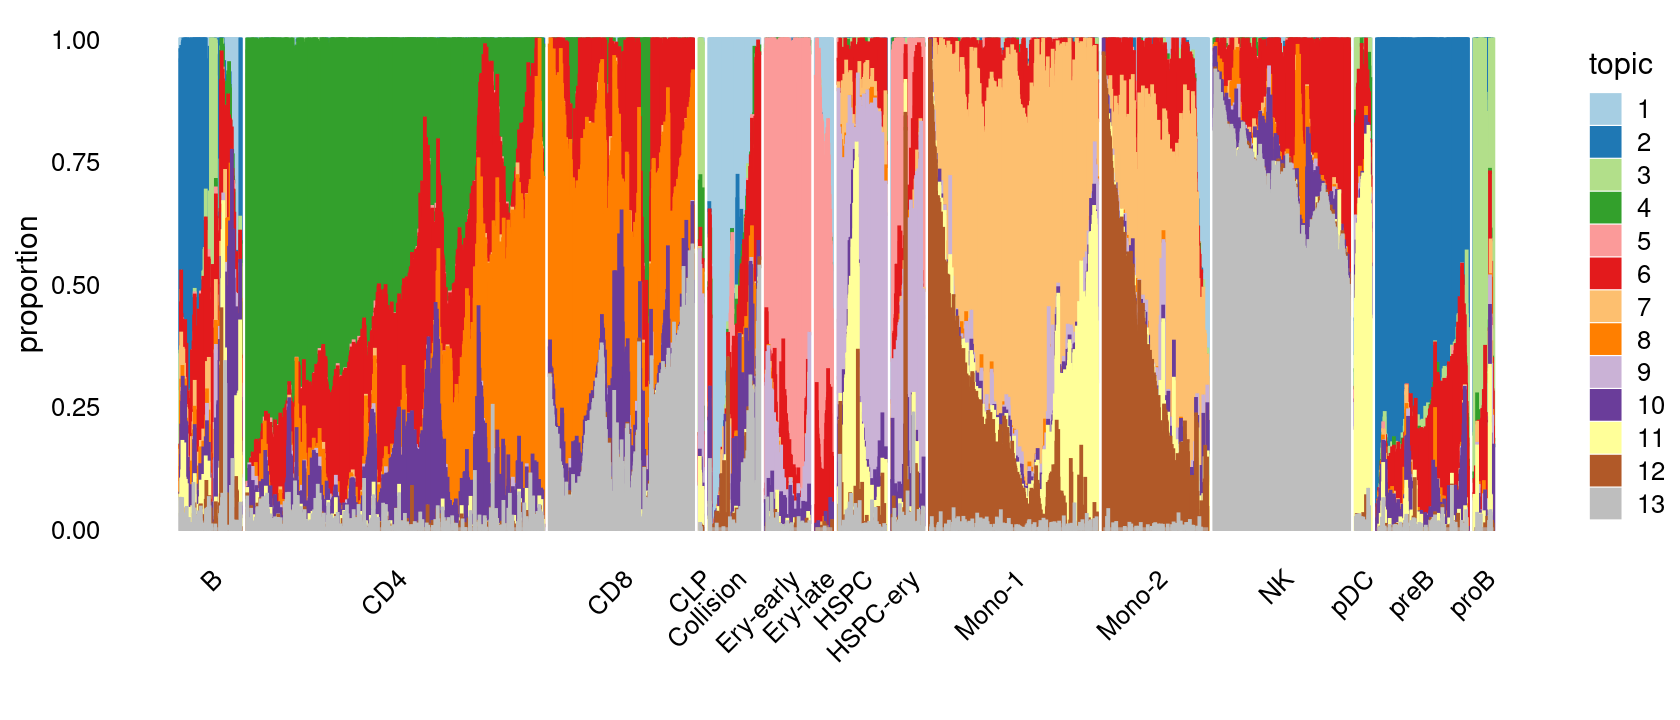 1.00
0.75
0.50
0.25
0.00
proportion
B
CD4
CD8
CLP
Collision
Ery-early
Ery-late
HSPC
HSPC-ery
Mono-1
Mono-2
NK
pDC
preB
proB
topic
1
2
3
4
5
6
7
8
9
10
11
12
13